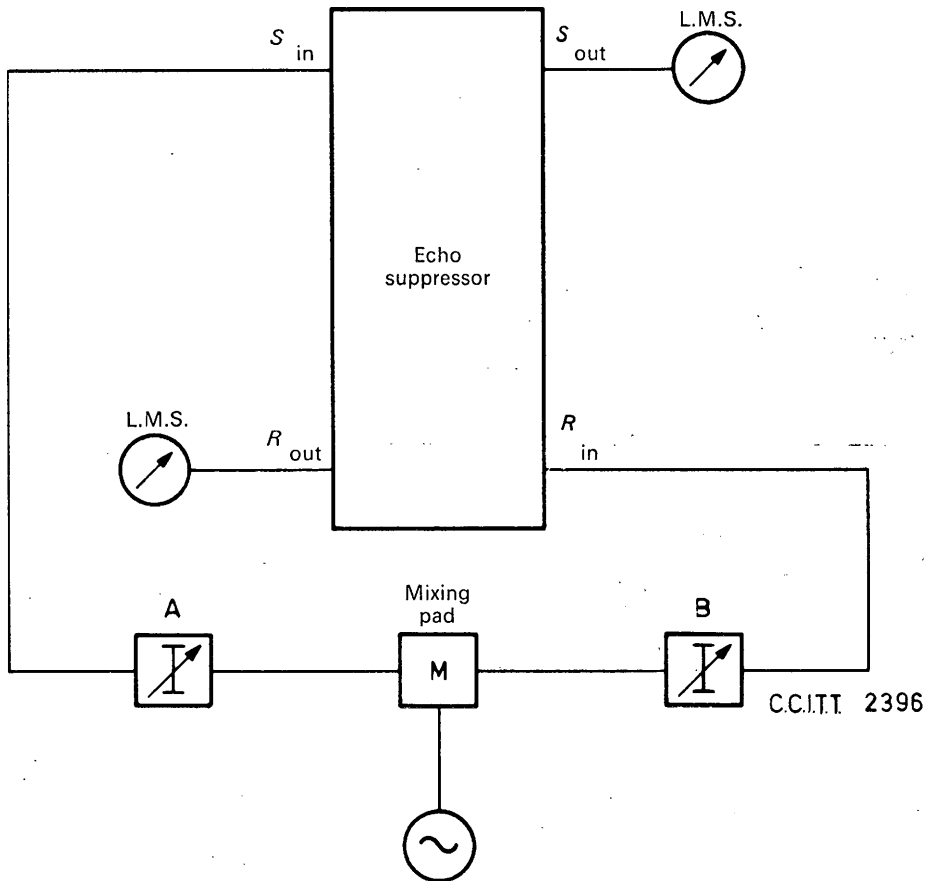 L.M.S.
S in
S out
Echo
suppressor
L.M.S.
R out
R in
Mixing
pad
A
B
M
C.C.I.T.T. 2396